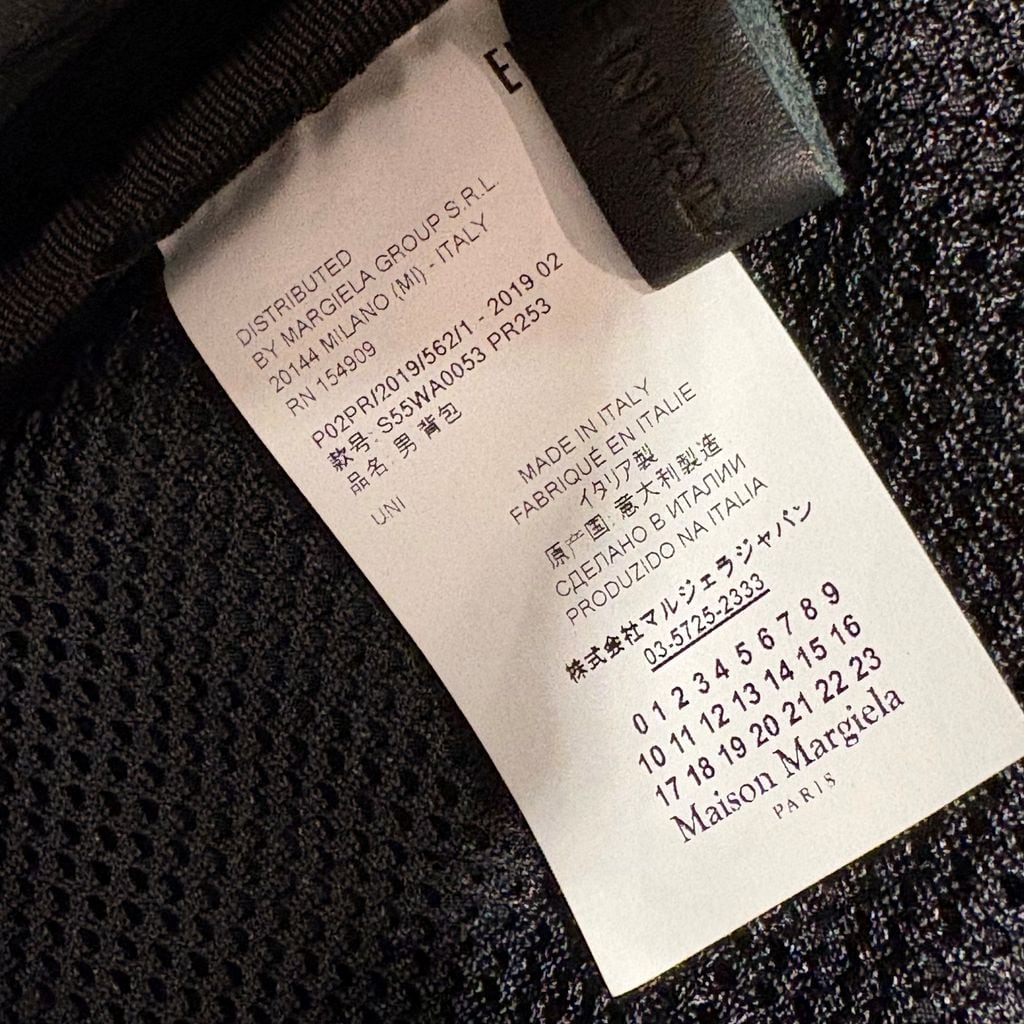 DISTRIBUTED
BY MARGIELA GROUP S.R.L.
20144 MILANO (MI) - ITALY
RN 154909
P02PR/2019/562/1 - 2019 02
款号: S55WA0053 PR253
品名: 男 背包
UNI
MADE IN ITALY
FABRIQUÉ EN ITALIE
イタリア製
原产国: 意大利製造
СДЕЛАНО В ИТАЛИИ
PRODUZIDO NA ITALIA
株式会社マルジェラジャパン
03-5725-2333
0 1 2 3 4 5 6 7 8 9
10 11 12 13 14 15 16
17 18 19 20 21 22 23
Maison Margiela
PARIS